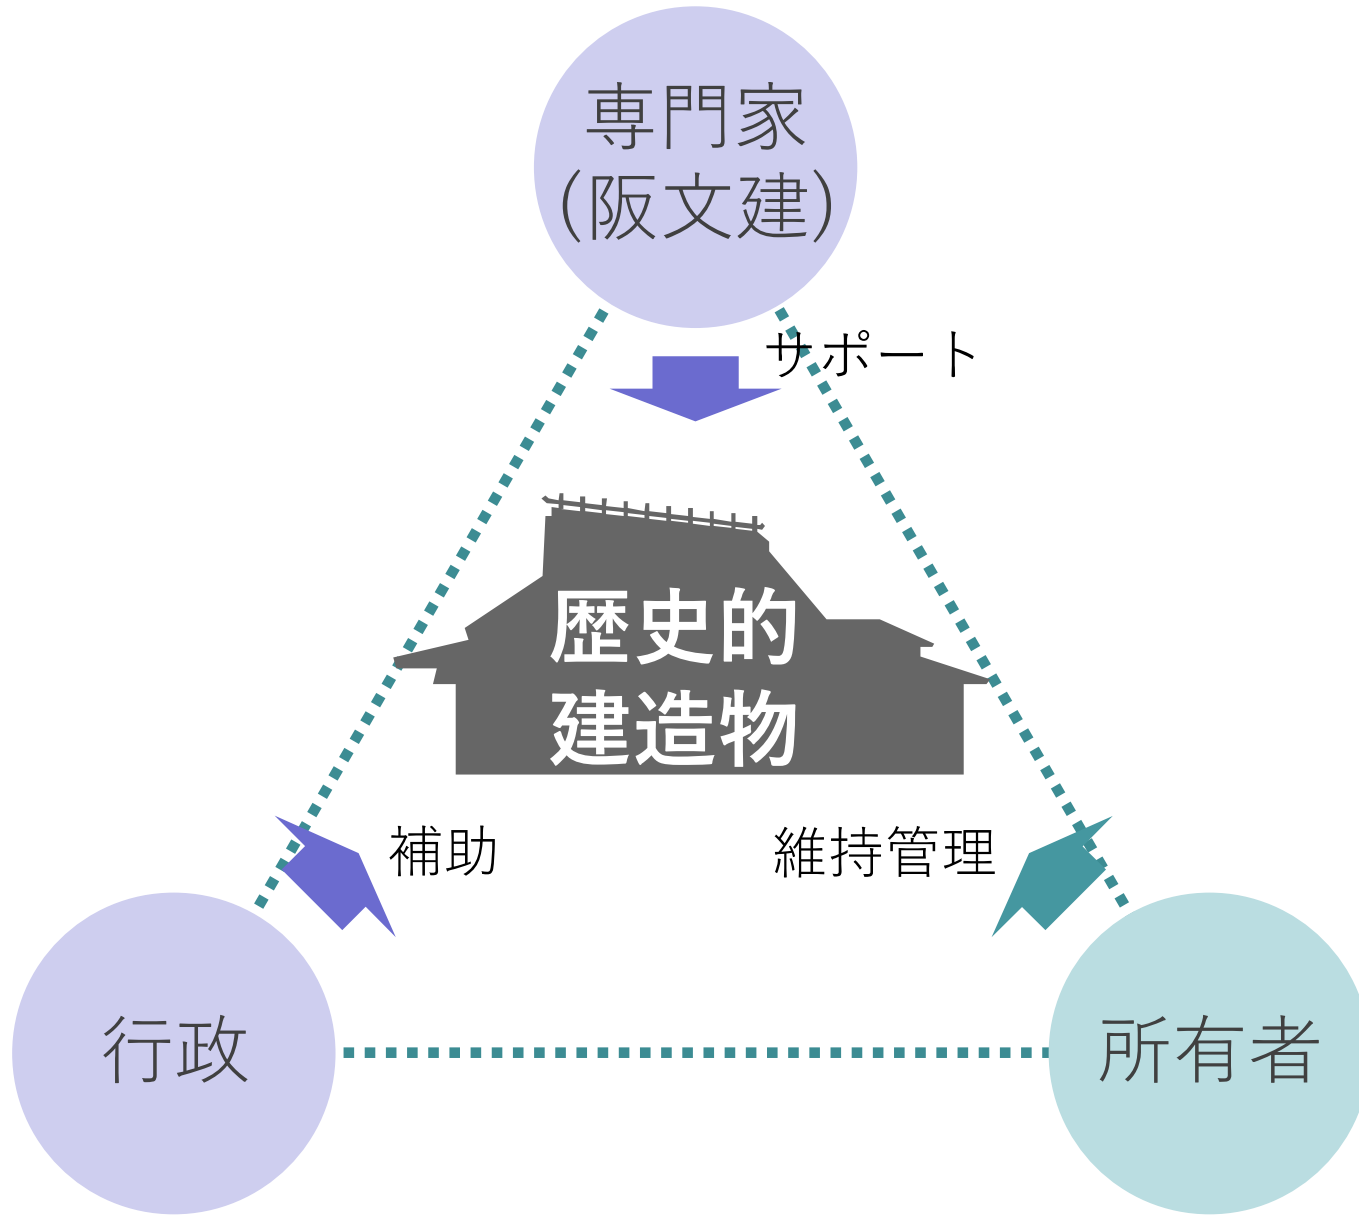 専門家
(阪文建)
サポート
歴史的
建造物
補助
維持管理
行政
所有者